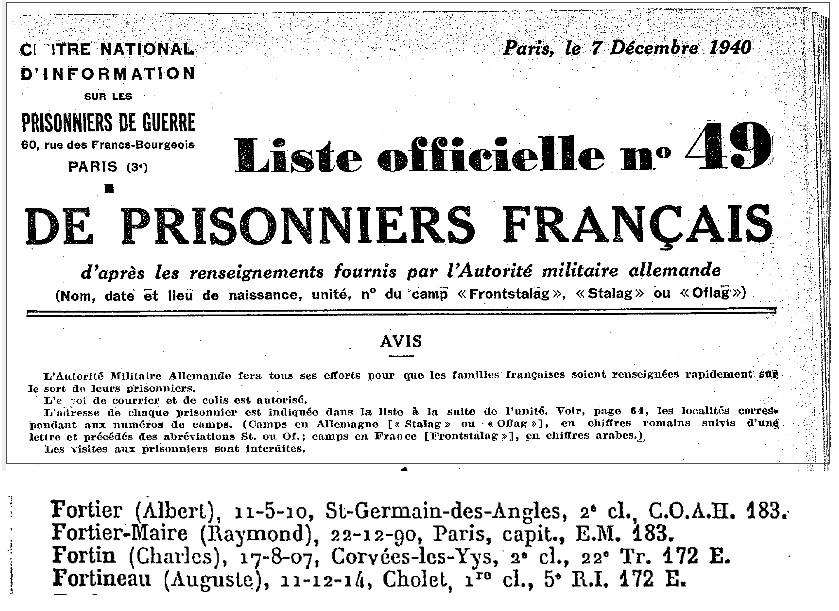 CENTRE NATIONAL
D'INFORMATION
SUR LES
PRISONNIERS DE GUERRE
60, rue des Francs-Bourgeois
PARIS (3e)
Paris, le 7 Décembre 1940
Liste officielle no 49
DE PRISONNIERS FRANÇAIS
d'après les renseignements fournis par l'Autorité militaire allemande
(Nom, date et lieu de naissance, unité, no du camp «Frontstalag», «Stalag» ou «Oflag»)
AVIS
L'Autorité Militaire Allemande fera tous ses efforts pour que les familles françaises soient renseignées rapidement sur
le sort de leurs prisonniers.
L'envoi de courrier et de colis est autorisé.
L'adresse de chaque prisonnier est indiquée dans la liste à la suite de l'unité. Voir, page 64, les localités corres-
pondant aux numéros de camps. (Camps en Allemagne [« Stalag » ou « Oflag »], en chiffres romains suivis d'une
lettre et précédés des abréviations St. ou Of.; camps en France [Frontstalag»], en chiffres arabes.)
Les visites aux prisonniers sont interdites.
Fortier (Albert), 11-5-10, St-Germain-des-Angles, 2e cl., C.O.A.H. 183.
Fortier-Maire (Raymond), 22-12-90, Paris, capit., E.M. 183.
Fortin (Charles), 17-8-07, Corvées-les-Yys, 2e cl., 22e Tr. 172 E.
Fortineau (Auguste), 11-12-14, Cholet, 1re cl., 5e R.I. 172 E.